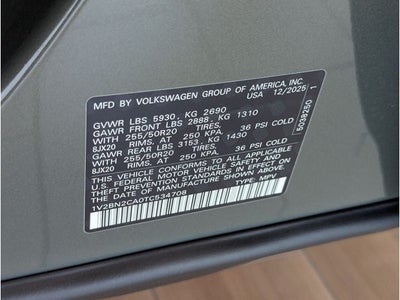 MFD. BY VOLKSWAGEN GROUP OF AMERICA, INC.
USA 12/2025
GVWR LBS 5930, KG 2690
GAWR FRONT LBS 2888, KG 1310
WITH 255/50R20 TIRES,
8JX20 RIMS, AT 250 KPA, 36 PSI COLD
GAWR REAR LBS 3153, KG 1430
WITH 255/50R20 TIRES,
8JX20 RIMS, AT 250 KPA, 36 PSI COLD
THIS VEHICLE CONFORMS TO ALL APPLICABLE
FEDERAL MOTOR VEHICLE SAFETY, BUMPER, AND
THEFT PREVENTION STANDARDS IN EFFECT ON THE
DATE OF MANUFACTURE SHOWN ABOVE.
1V2BN2CA0TC534708 TYPE: MPV
5038250 1